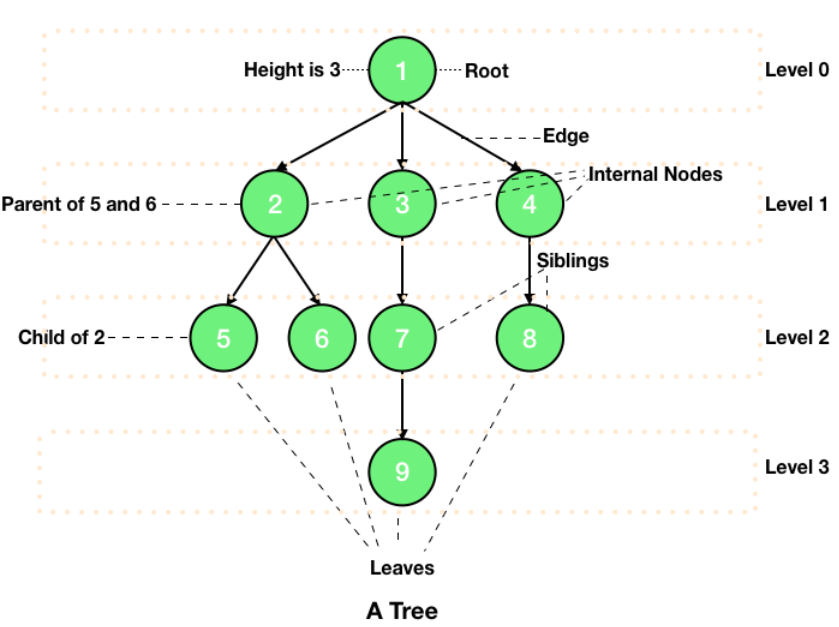 Height is 3
1
Root
Level 0
Edge
Internal Nodes
Parent of 5 and 6
2
3
4
Level 1
Siblings
Child of 2
5
6
7
8
Level 2
9
Level 3
Leaves
A Tree